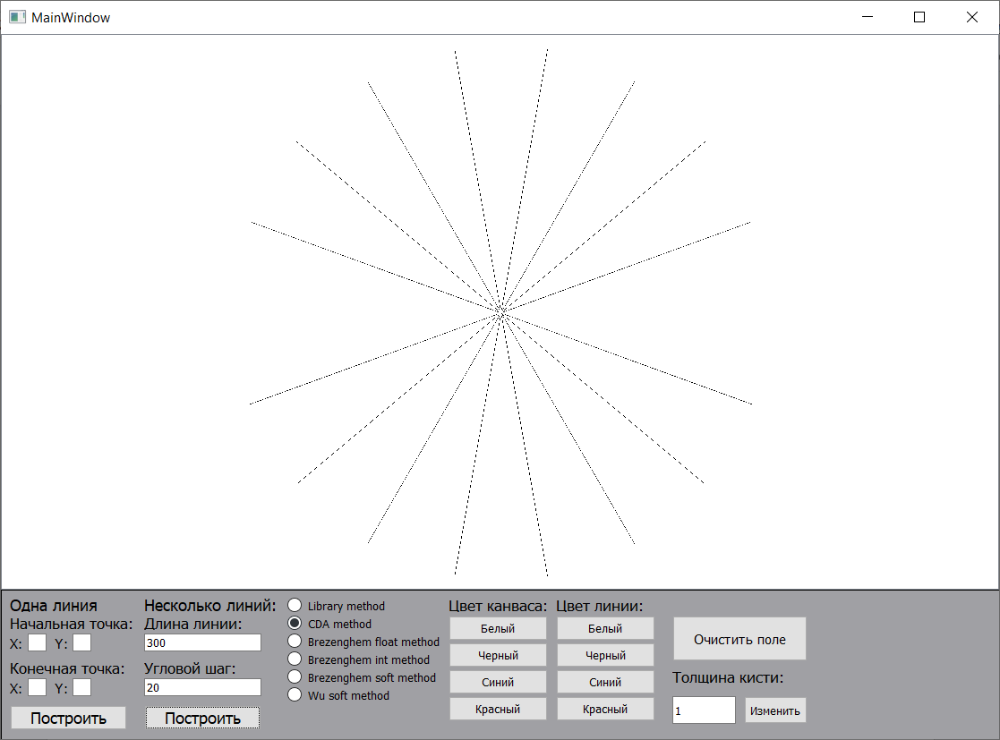 MainWindow
Одна линия
Начальная точка:
X: Y:
Конечная точка:
X: Y:
Построить
Несколько линий:
Длина линии:
300
Угловой шаг:
20
Построить
Library method
CDA method
Brezenghem float method
Brezenghem int method
Brezenghem soft method
Wu soft method
Цвет канваса:
Белый
Черный
Синий
Красный
Цвет линии:
Белый
Черный
Синий
Красный
Очистить поле
Толщина кисти:
1 Изменить